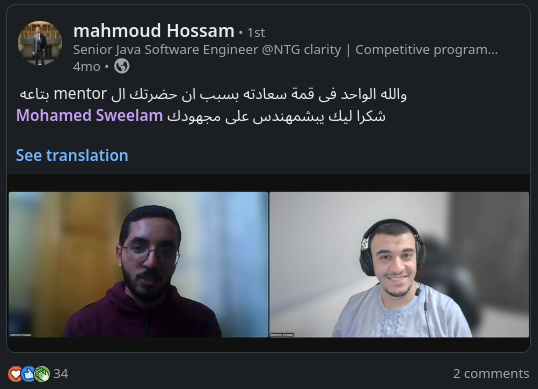 mahmoud Hossam • 1st
Senior Java Software Engineer @NTG clarity | Competitive program...
4mo •
والله الواحد فى قمة سعادته بسبب ان حضرتك ال mentor بتاعه
شكرا ليك يبشمهندس على مجهودك Mohamed Sweelam
See translation
34
2 comments